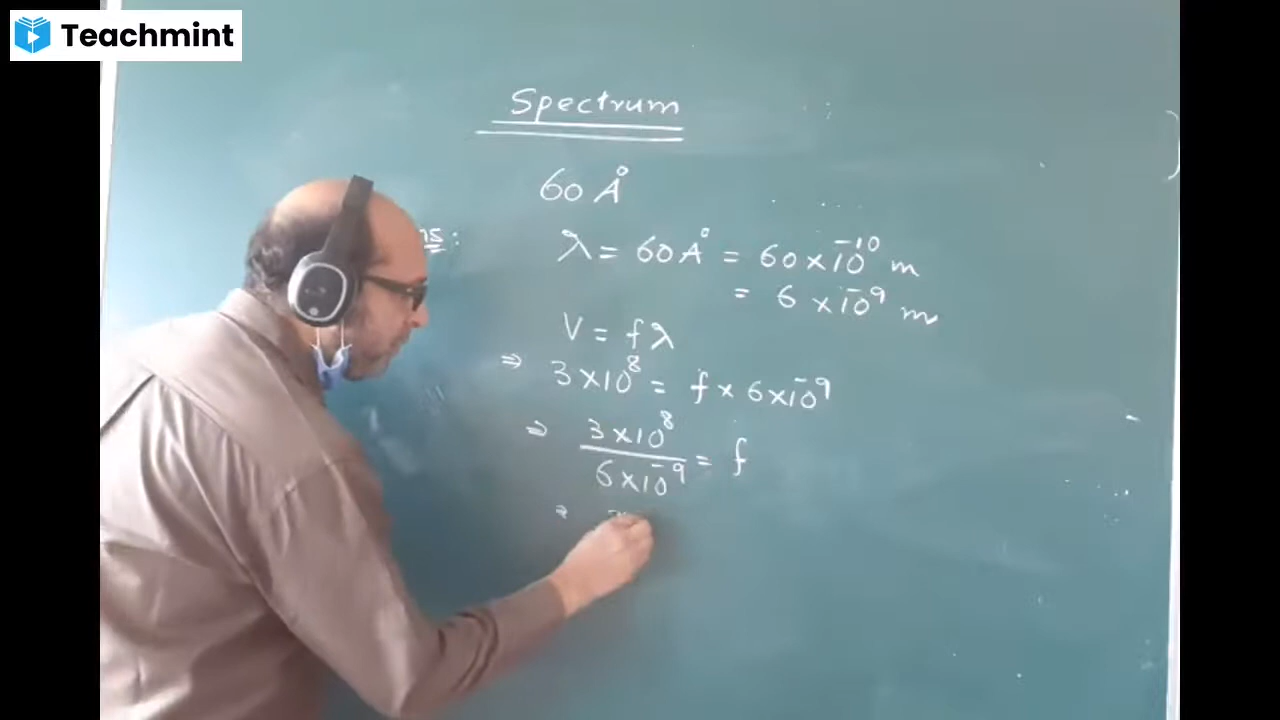 Teachmint
Spectrum
60 Å
ns :
λ = 60 Å = 60 × 10⁻¹⁰ m
= 6 × 10⁻⁹ m
V = f λ
⇒ 3 × 10⁸ = f × 6 × 10⁻⁹
⇒ 3 × 10⁸ / 6 × 10⁻⁹ = f